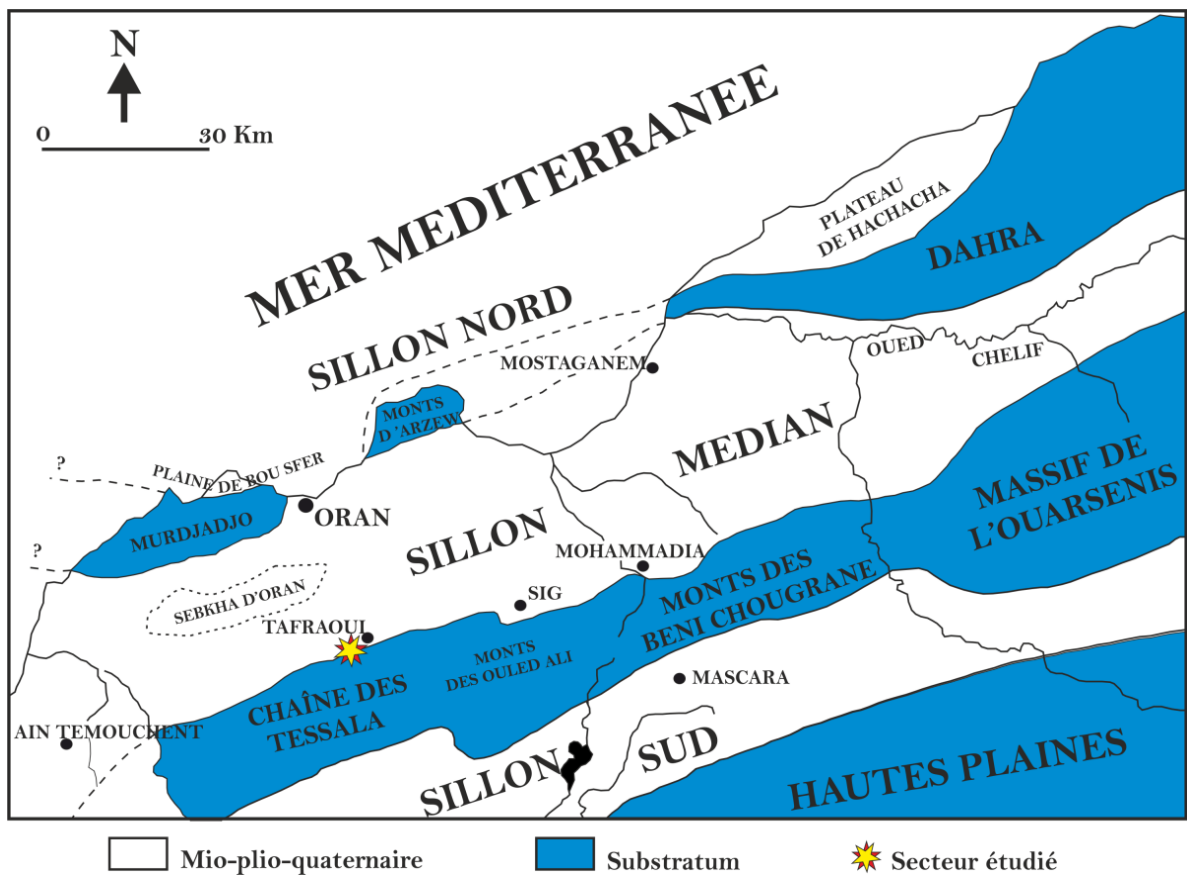 N
0 30 Km
MER MEDITERRANEE
PLATEAU
DE HACHACHA
DAHRA
SILLON NORD
MOSTAGANEM
OUED
CHELIF
MONTS
D 'ARZEW
MEDIAN
?
PLAINE DE BOU SFER
MASSIF DE
L'OUARSENIS
ORAN
MURDJADJO
SILLON
MOHAMMADIA
?
SEBKHA D'ORAN
SIG
MONTS DES
BENI CHOUGRANE
TAFRAOUI
MONTS
DES OULED ALI
MASCARA
CHAÎNE DES
TESSALA
AIN TEMOUCHENT
SILLON
SUD
HAUTES PLAINES
Mio-plio-quaternaire
Substratum
Secteur étudié